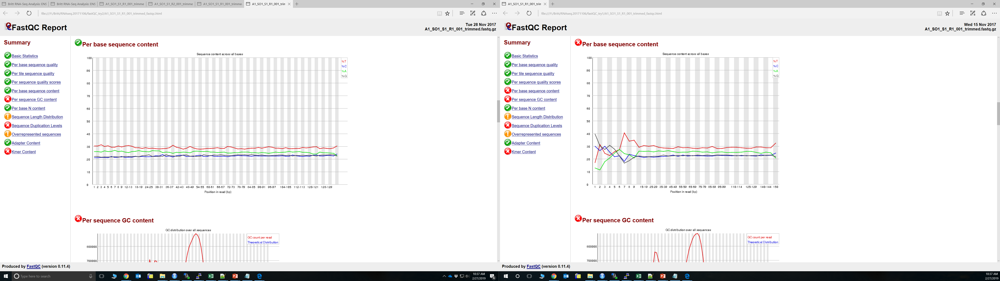 Britt RNA-Seq Analysis: ENS
Britt RNA-Seq Analysis: ENS
A1_SO1_S1_R1_001_trimme
A1_SO1_S1_R2_001_trimme
A1_SO1_S1_R1_001_trimme
A1_SO1_S1_R1_001_trim
file:///Y:/Britt/RNAseq.20171106/fastQC_try2/A1_SO1_S1_R1_001_trimmed_fastqc.html
FastQC Report
Tue 28 Nov 2017
A1_SO1_S1_R1_001_trimmed.fastq.gz
Summary
Basic Statistics
Per base sequence quality
Per tile sequence quality
Per sequence quality scores
Per base sequence content
Per sequence GC content
Per base N content
Sequence Length Distribution
Sequence Duplication Levels
Overrepresented sequences
Adapter Content
Kmer Content
Per base sequence content
Sequence content across all bases
%T
%C
%A
%G
100
90
80
70
60
50
40
30
20
10
0
1 2 3 4 5 6 7 8 9 12-13 18-19 24-25 30-31 36-37 42-43 48-49 54-55 60-61 66-67 72-73 78-79 84-85 90-91 96-97 104-105 112-113 120-121 128-129
Position in read (bp)
Per sequence GC content
GC distribution over all sequences
GC count per read
Theoretical Distribution
800000
700000
Produced by FastQC (version 0.11.4)
Type here to search
10:37 AM
2/27/2019
4
A1_SO1_S1_R1_001_trim
file:///Y:/Britt/RNAseq.20171106/fastQC_try1/A1_SO1_S1_R1_001_trimmed_fastqc.html
FastQC Report
Wed 15 Nov 2017
A1_SO1_S1_R1_001_trimmed.fastq.gz
Summary
Basic Statistics
Per base sequence quality
Per tile sequence quality
Per sequence quality scores
Per base sequence content
Per sequence GC content
Per base N content
Sequence Length Distribution
Sequence Duplication Levels
Overrepresented sequences
Adapter Content
Kmer Content
Per base sequence content
Sequence content across all bases
%T
%C
%A
%G
100
90
80
70
60
50
40
30
20
10
0
1 2 3 4 5 6 7 8 9 15-19 25-29 35-39 45-49 55-59 65-69 75-79 85-89 95-99 110-114 125-129 140-144 150
Position in read (bp)
Per sequence GC content
GC distribution over all sequences
GC count per read
Theoretical Distribution
800000
700000
Produced by FastQC (version 0.11.4)
10:37 AM
2/27/2019